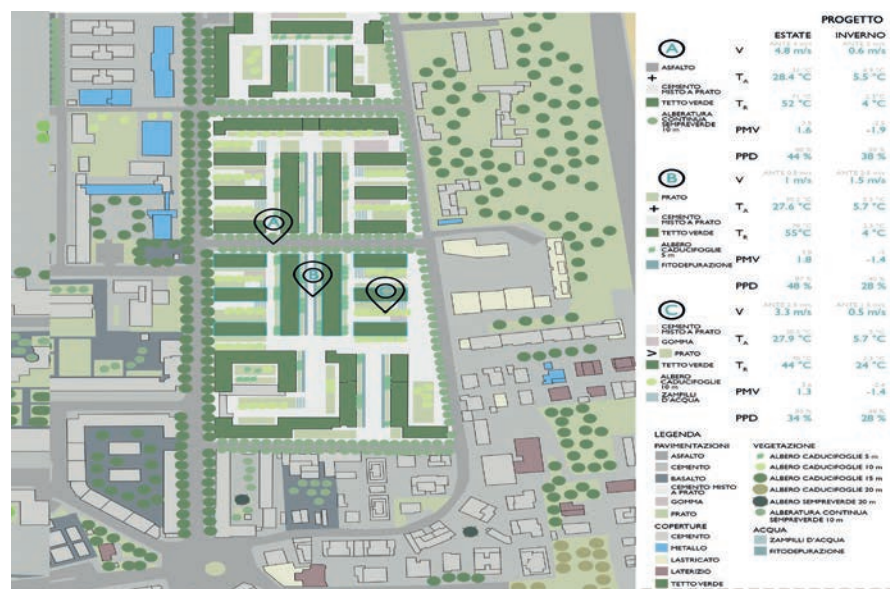 PROGETTO
ESTATE INVERNO
A
V 4.8 m/s 0.6 m/s
ASFALTO
+
CEMENTO
MISTO A PRATO
TETTO VERDE
ALBERATURA
CONTINUA
SEMPREVERDE
10 m
TA 28.4 °C 5.5 °C
TR 52 °C 4 °C
PMV 1.6 -1.9
PPD 44 % 38 %
B
V 1 m/s 1.5 m/s
PRATO
+
CEMENTO
MISTO A PRATO
TETTO VERDE
ALBERO
CADUCIFOGLIE
5 m
FITODEPURAZIONE
TA 27.6 °C 5.7 °C
TR 55°C 4 °C
PMV 1.8 -1.4
PPD 48 % 28 %
C
V 3.3 m/s 0.5 m/s
CEMENTO
MISTO A PRATO
GOMMA
> PRATO
TETTO VERDE
ALBERO
CADUCIFOGLIE
10 m
ZAMPILLI
D'ACQUA
TA 27.9 °C 5.7 °C
TR 44 °C 24 °C
PMV 1.3 -1.4
PPD 34 % 28 %
LEGENDA
PAVIMENTAZIONI
ASFALTO
CEMENTO
BASALTO
CEMENTO MISTO
A PRATO
GOMMA
PRATO
COPERTURE
CEMENTO
METALLO
LASTRICATO
LATERIZIO
TETTO VERDE
VEGETAZIONE
ALBERO CADUCIFOGLIE 5 m
ALBERO CADUCIFOGLIE 10 m
ALBERO CADUCIFOGLIE 15 m
ALBERO CADUCIFOGLIE 20 m
ALBERO SEMPREVERDE 20 m
ALBERATURA CONTINUA
SEMPREVERDE 10 m
ACQUA
ZAMPILLI D'ACQUA
FITODEPURAZIONE
A
B